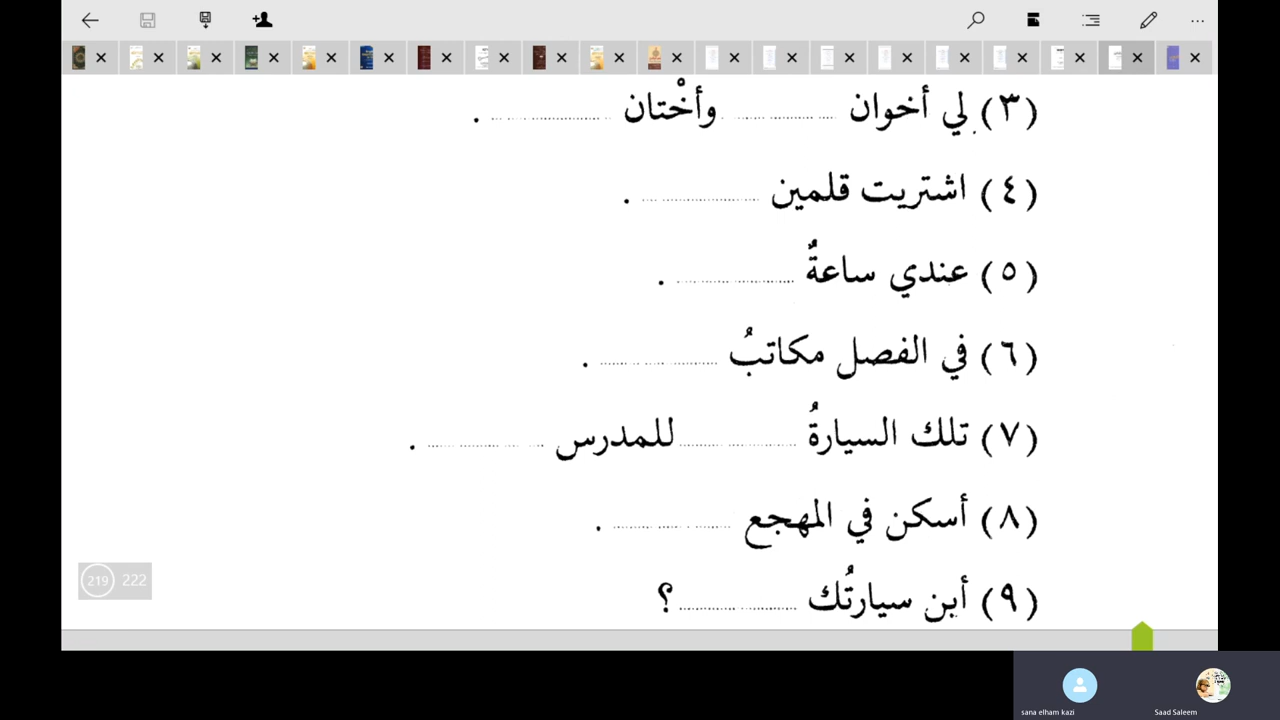 (٣) لي أخوان ................ وأخْتان ................ .
(٤) اشتريت قلمين ................ .
(٥) عندي ساعةٌ ................ .
(٦) في الفصل مكاتبُ ................ .
(٧) تلك السيارةُ ................ للمدرس ................ .
(٨) أسكن في المهجع ................ .
(٩) أين سيارتُك ................ ؟
219 222
sana elham kazi Saad Saleem